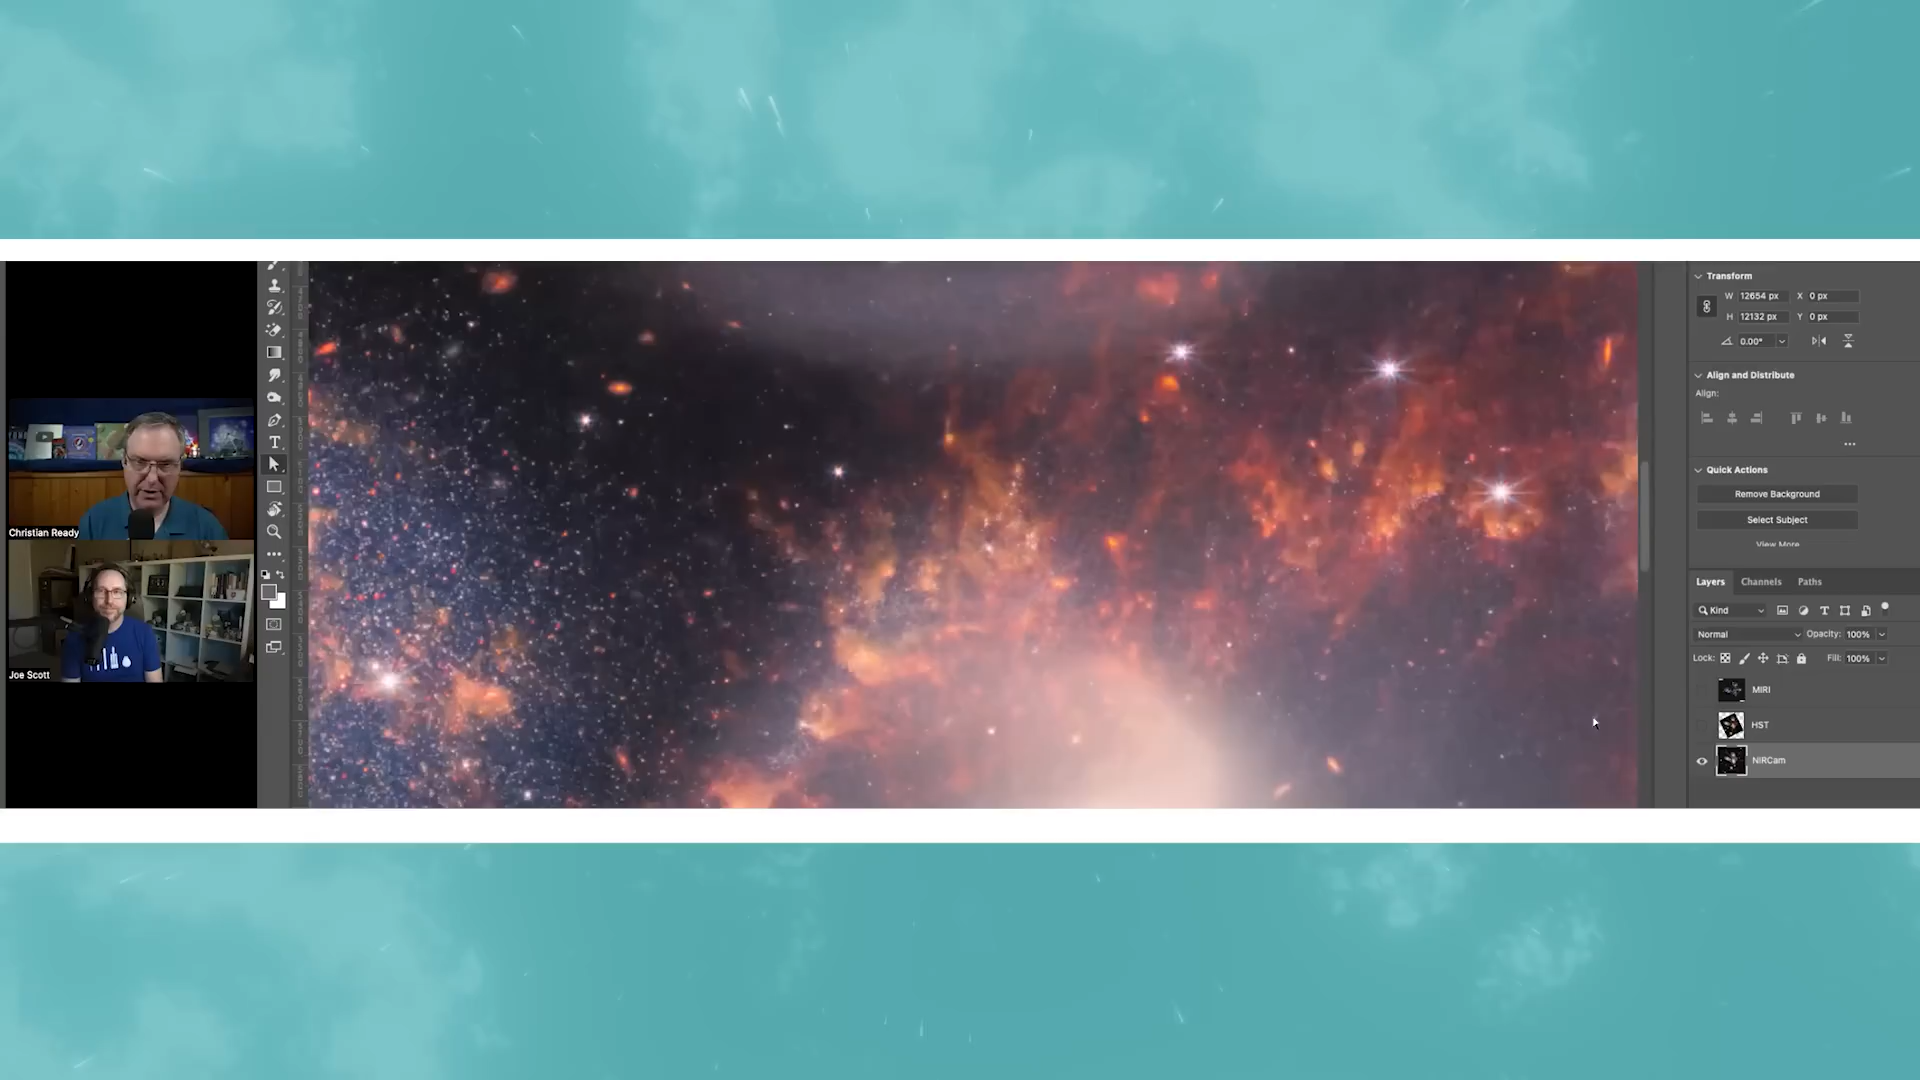 Christian Ready
Joe Scott
Transform
W 12654 px X 0 px
H 12132 px Y 0 px
0.00°
Align and Distribute
Align:
Quick Actions
Remove Background
Select Subject
View More
Layers Channels Paths
Kind
Normal Opacity: 100%
Lock: Fill: 100%
MIRI
HST
NIRCam